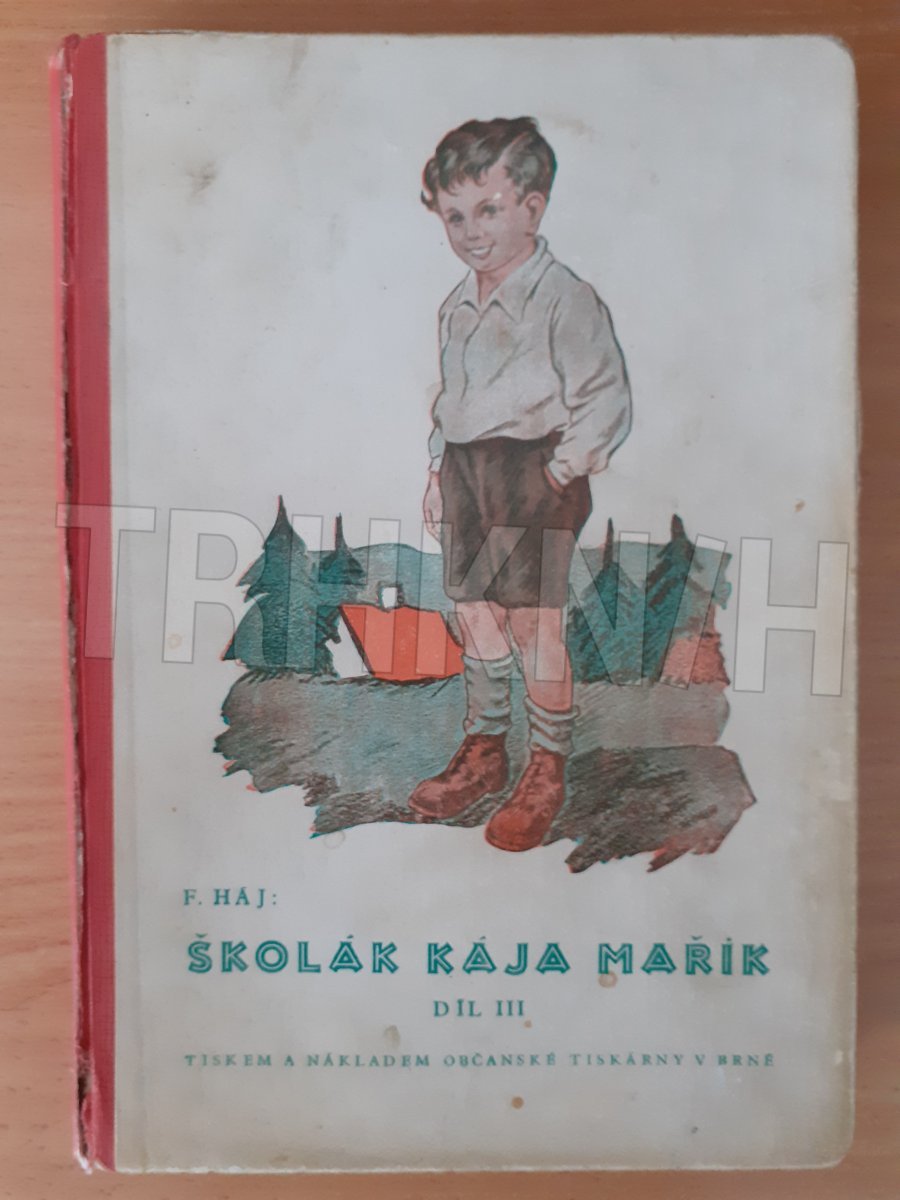 TRHKNIH
F. HÁJ:
ŠKOLÁK KÁJA MAŘÍK
DÍL III
TISKEM A NÁKLADEM OBČANSKÉ TISKÁRNY V BRNĚ